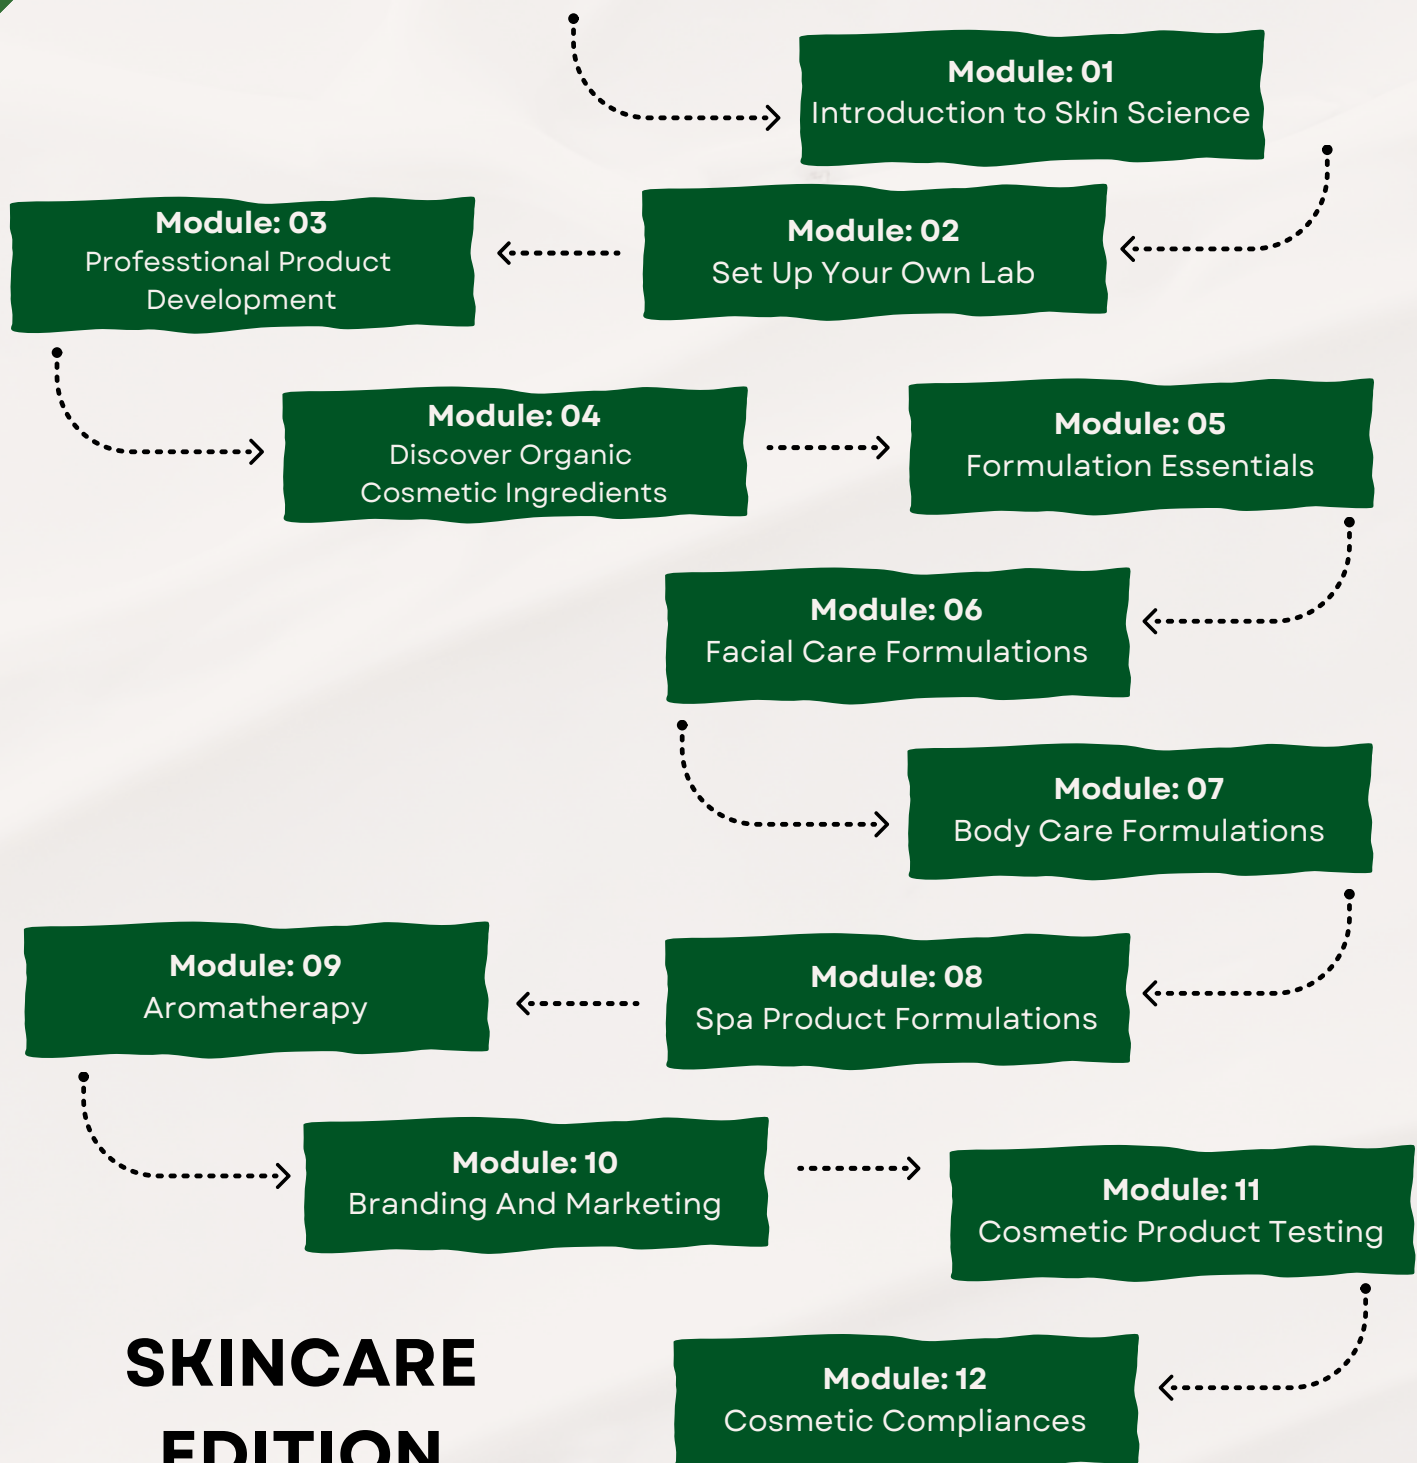 Module: 01
Introduction to Skin Science
Module: 02
Set Up Your Own Lab
Module: 03
Professtional Product
Development
Module: 04
Discover Organic
Cosmetic Ingredients
Module: 05
Formulation Essentials
Module: 06
Facial Care Formulations
Module: 07
Body Care Formulations
Module: 08
Spa Product Formulations
Module: 09
Aromatherapy
Module: 10
Branding And Marketing
Module: 11
Cosmetic Product Testing
Module: 12
Cosmetic Compliances
SKINCARE
EDITION